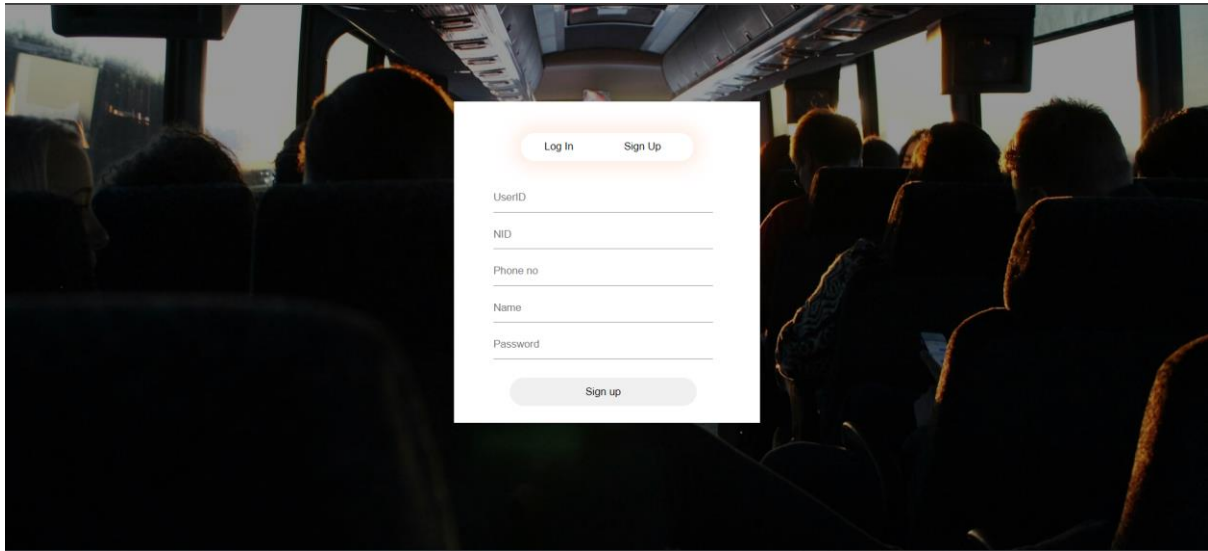 Log In Sign Up
UserID
NID
Phone no
Name
Password
Sign up